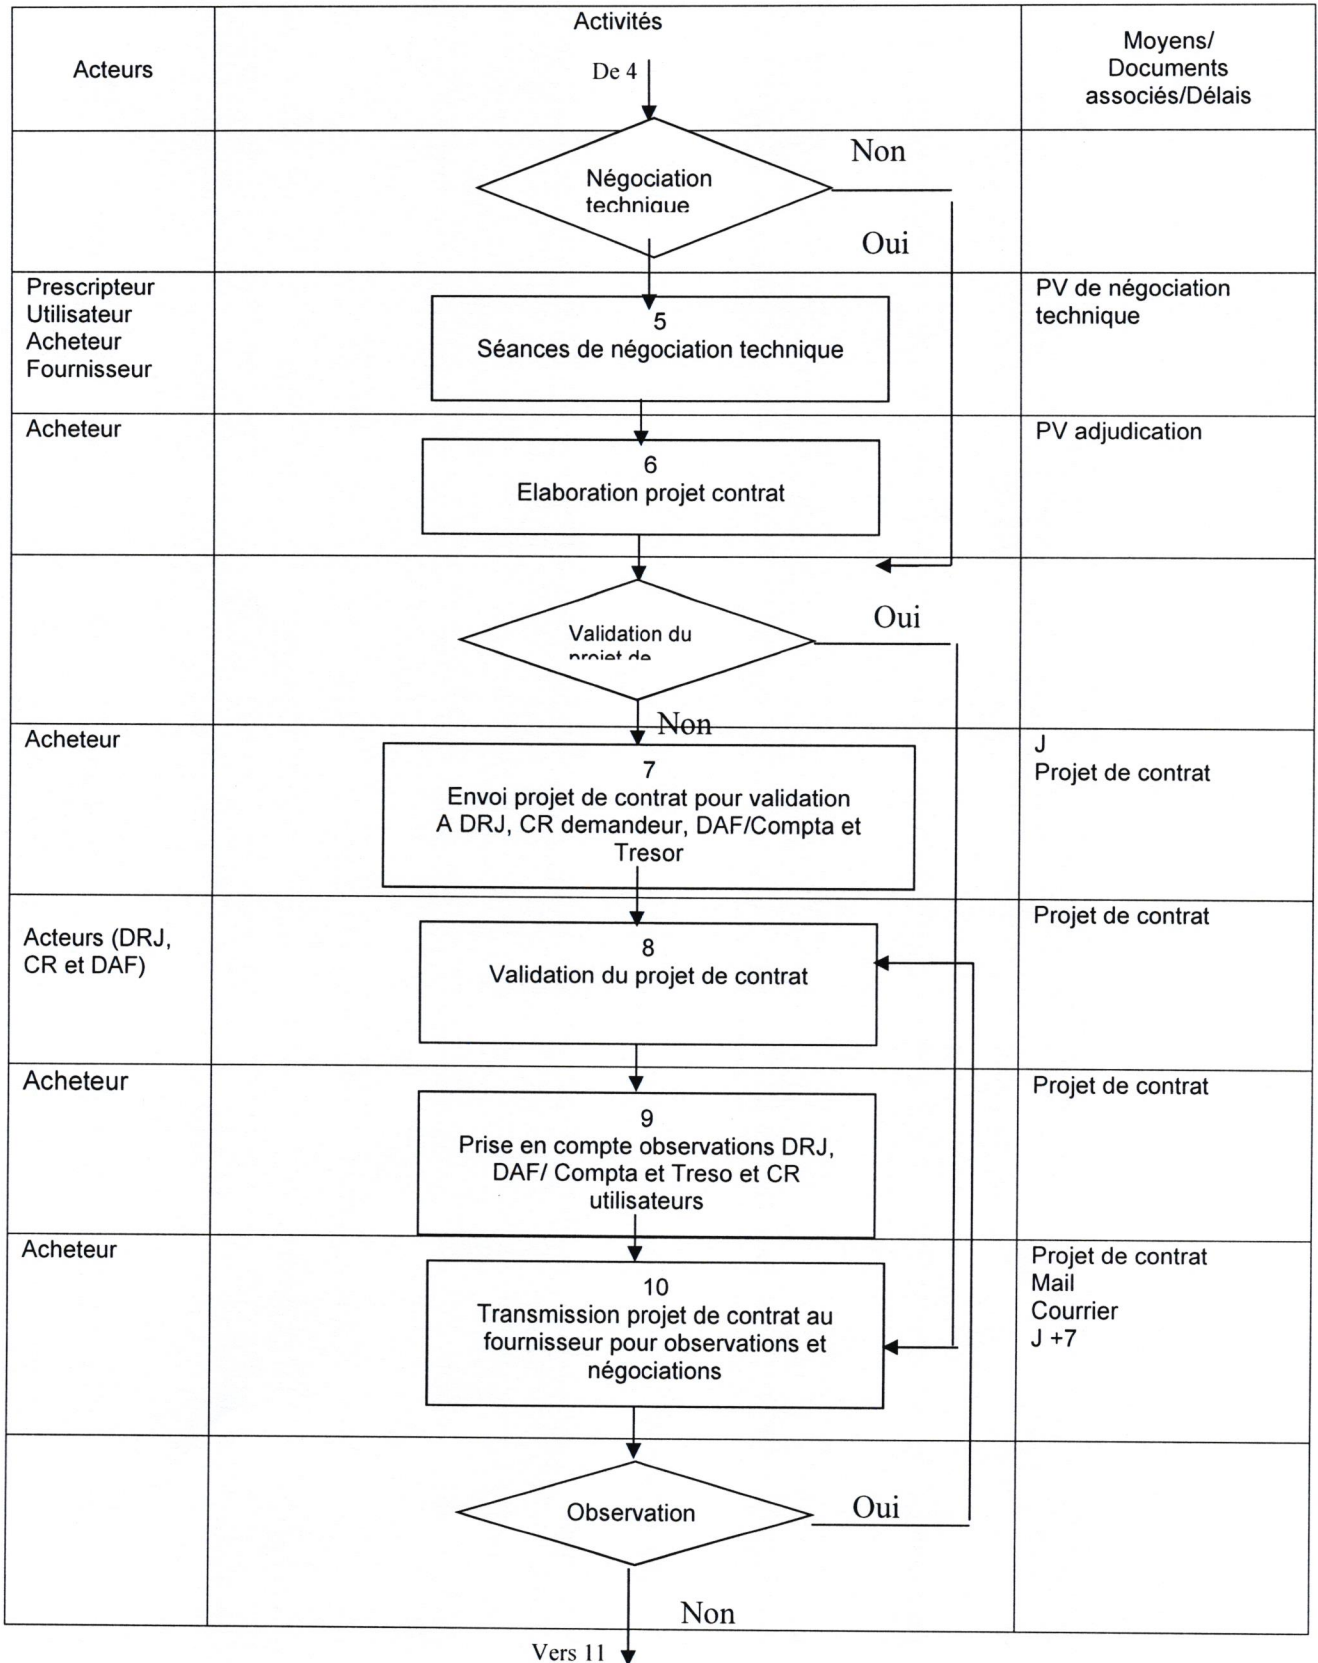 Acteurs
Activités
Moyens/
Documents
associés/Délais
De 4
Négociation
technique
Non
Oui
Prescripteur
Utilisateur
Acheteur
Fournisseur
5
Séances de négociation technique
PV de négociation
technique
Acheteur
6
Elaboration projet contrat
PV adjudication
Validation du
projet de
Oui
Non
Acheteur
7
Envoi projet de contrat pour validation
A DRJ, CR demandeur, DAF/Compta et
Tresor
J
Projet de contrat
Acteurs (DRJ,
CR et DAF)
8
Validation du projet de contrat
Projet de contrat
Acheteur
9
Prise en compte observations DRJ,
DAF/ Compta et Treso et CR
utilisateurs
Projet de contrat
Acheteur
10
Transmission projet de contrat au
fournisseur pour observations et
négociations
Projet de contrat
Mail
Courrier
J +7
Observation
Oui
Non
Vers 11